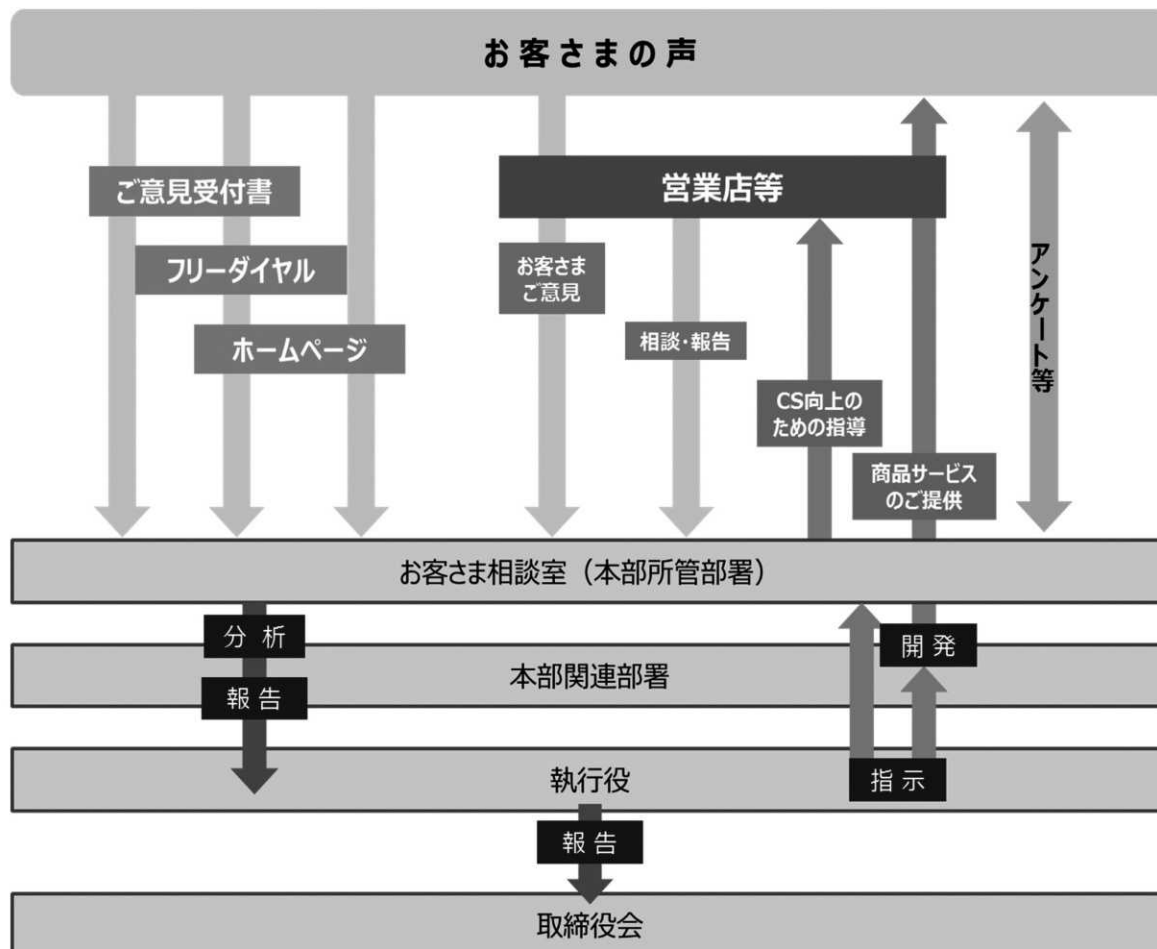 お客さまの声
営業店等
ご意見受付書
フリーダイヤル
ホームページ
お客さま
ご意見
相談・報告
CS向上の
ための指導
商品サービス
のご提供
アンケート等
お客さま相談室（本部所管部署）
分析
開発
本部関連部署
報告
執行役
指示
報告
取締役会